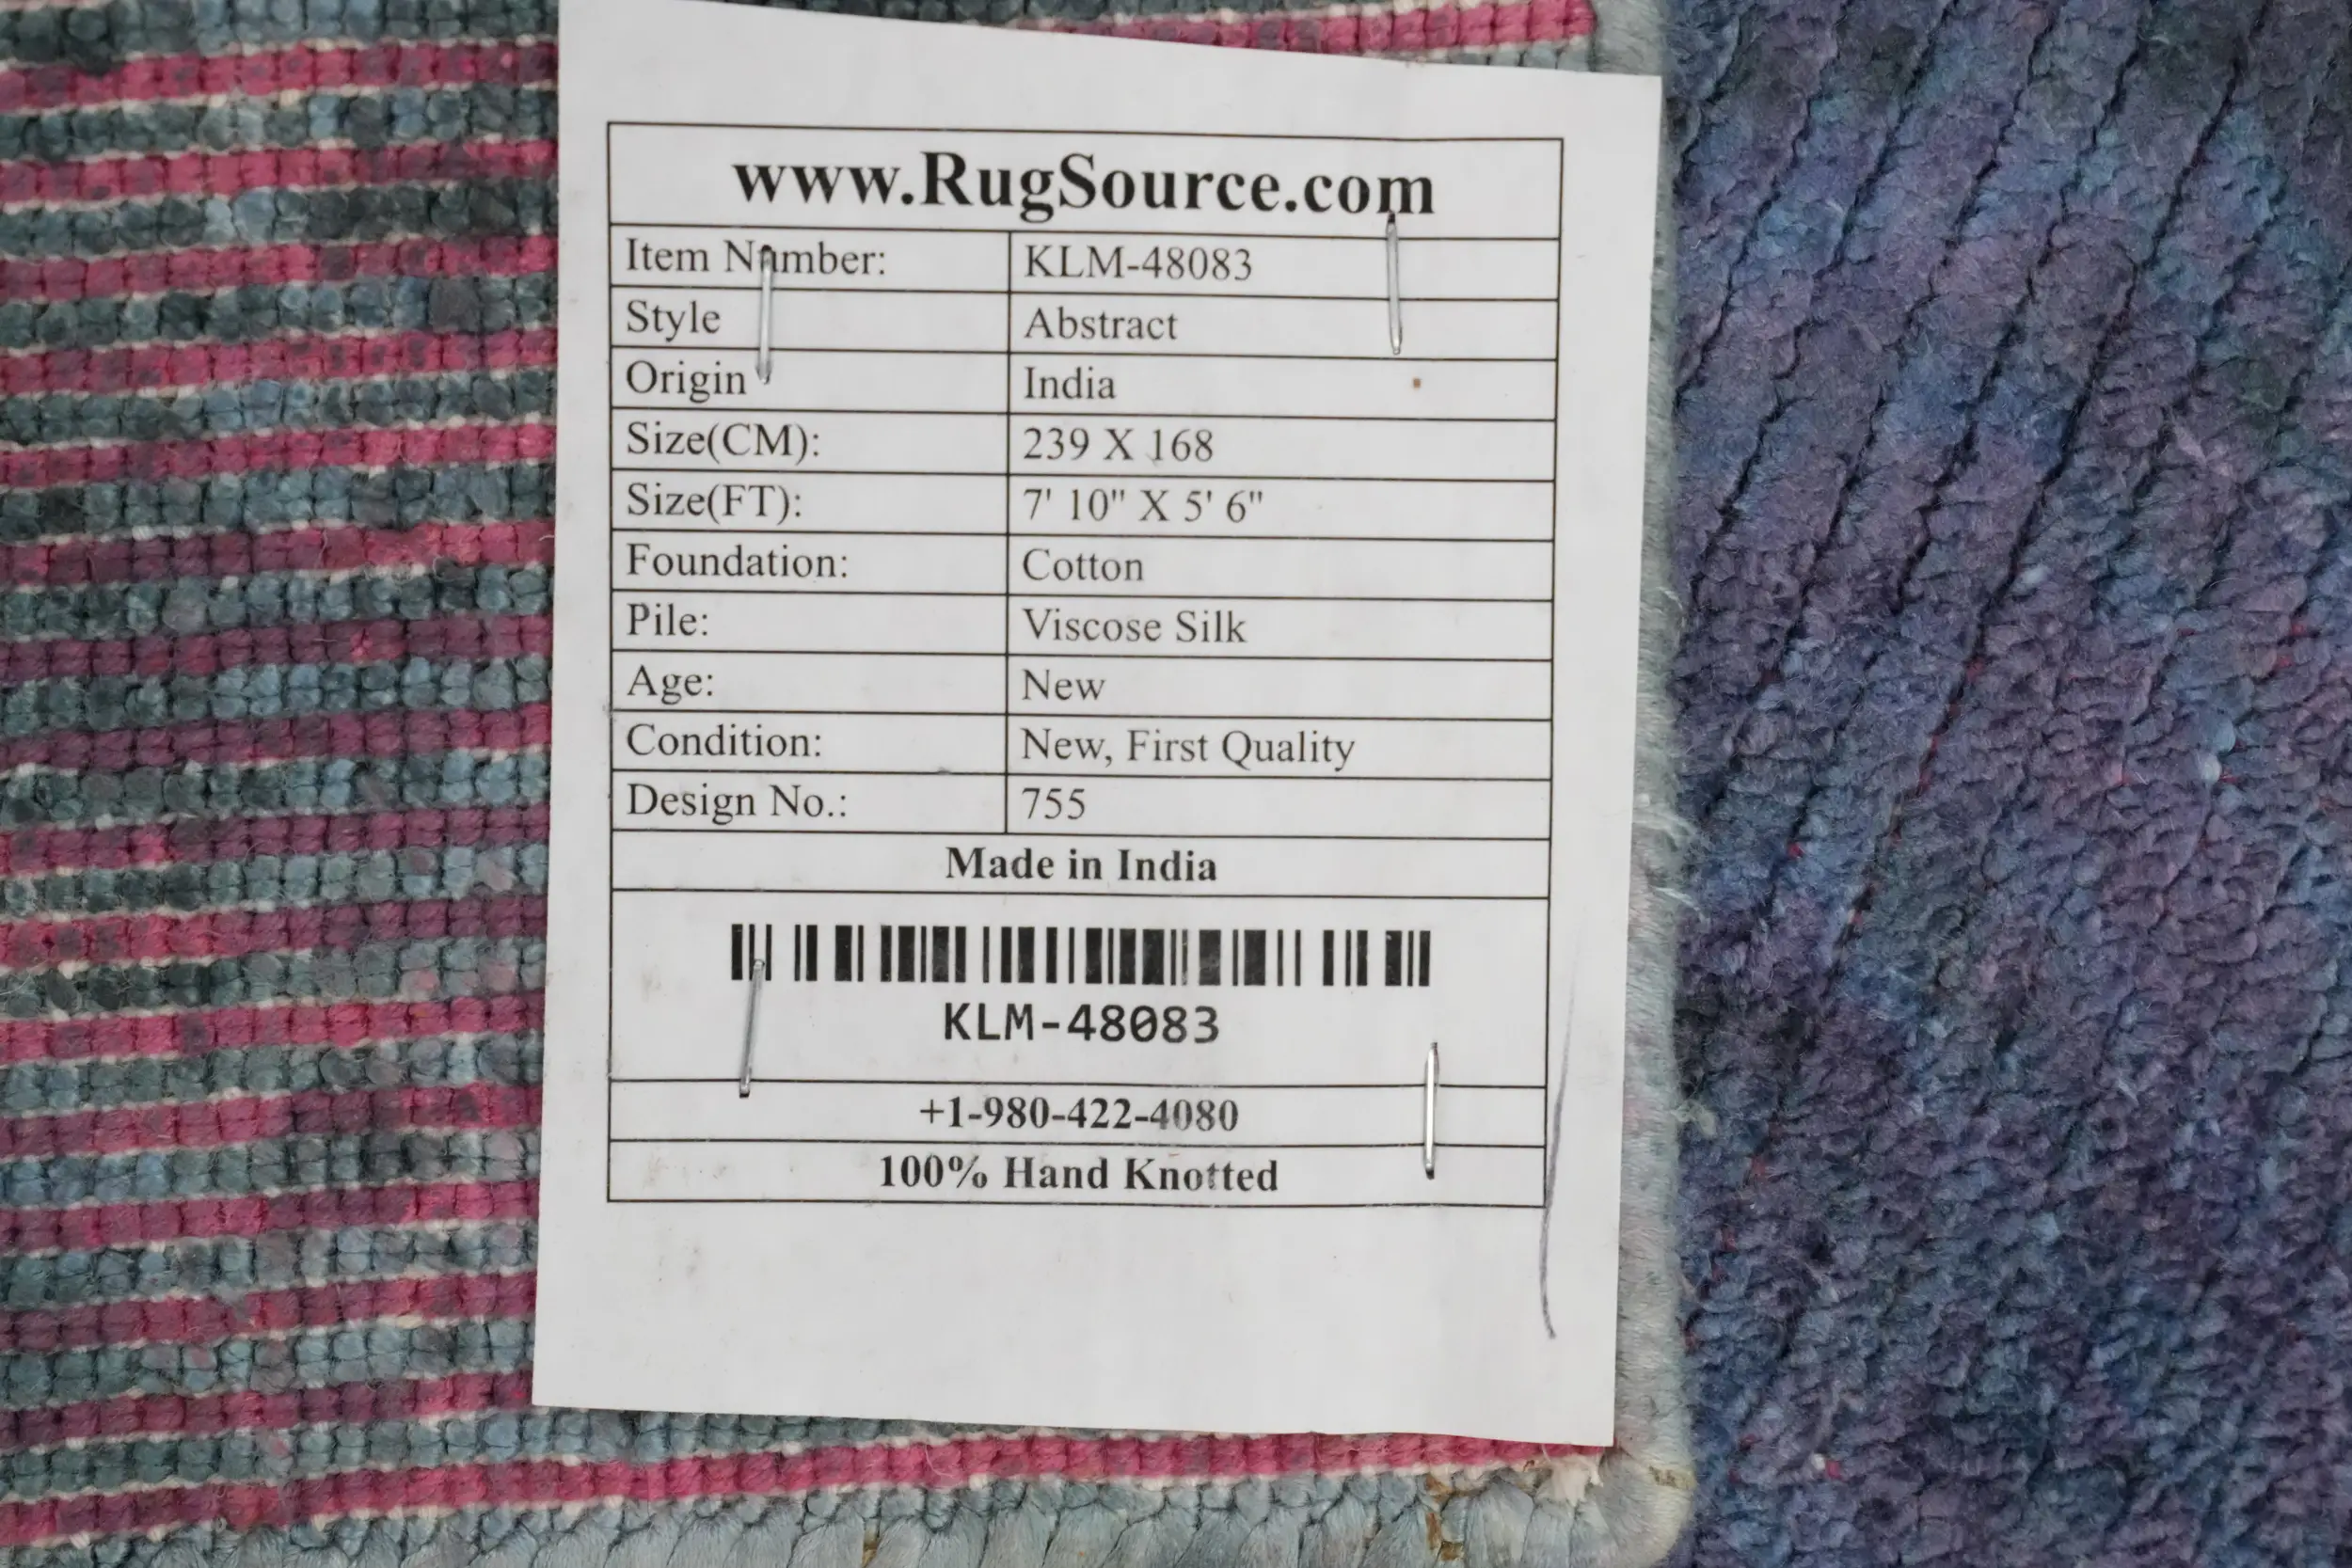 www.RugSource.com
Item Number: KLM-48083
Style Abstract
Origin India
Size(CM): 239 X 168
Size(FT): 7' 10" X 5' 6"
Foundation: Cotton
Pile: Viscose Silk
Age: New
Condition: New, First Quality
Design No.: 755
Made in India
KLM-48083
+1-980-422-4080
100% Hand Knotted